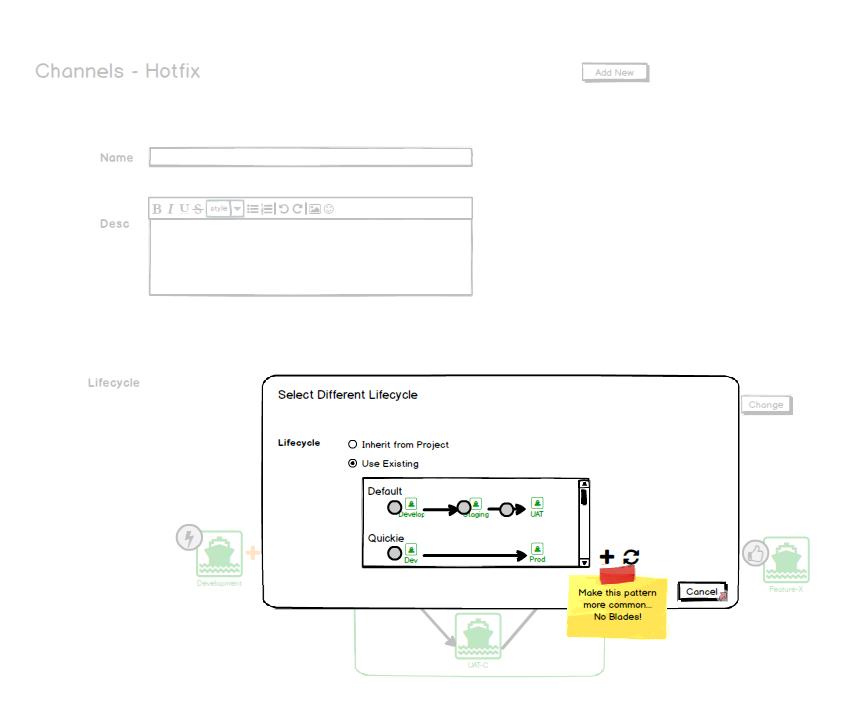 Channels - Hotfix
Add New
Name
Desc
B I U S style
Lifecycle
Select Different Lifecycle
Change
Lifecycle
Inherit from Project
Use Existing
Default
Develop
Staging
UAT
Quickie
Dev
Prod
Development
Feature-X
Make this pattern
more common...
No Blades!
Cancel
UAT-C